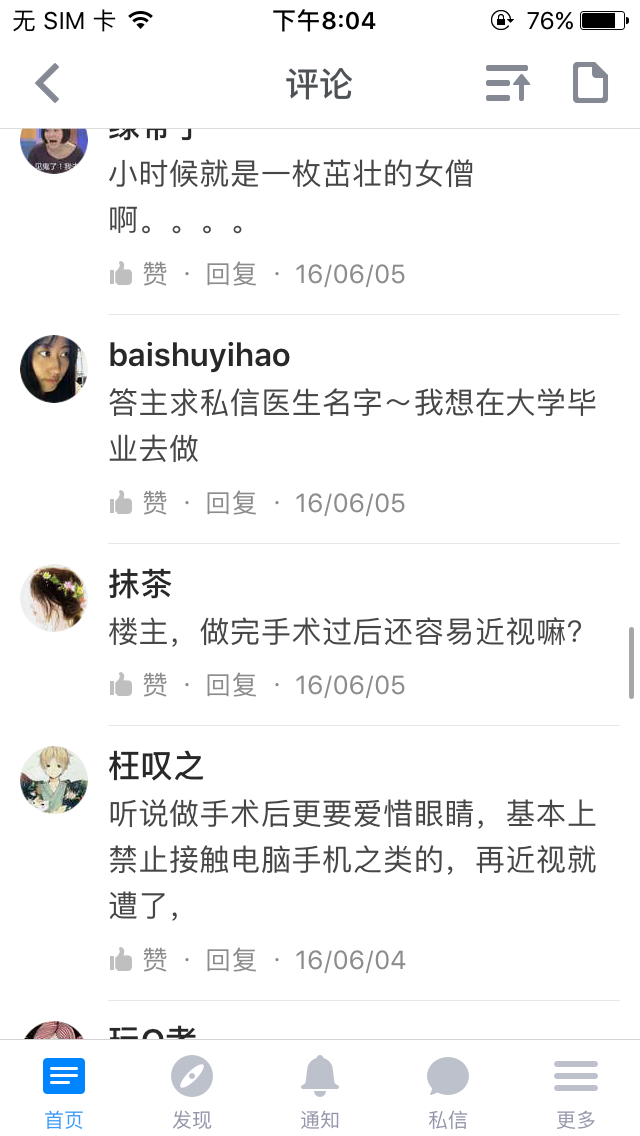 无 SIM 卡 下午8:04 76%
评论
见鬼了！我
小时候就是一枚茁壮的女僧
啊。。。。
赞 · 回复 · 16/06/05
baishuyihao
答主求私信医生名字～我想在大学毕
业去做
赞 · 回复 · 16/06/05
抹茶
楼主，做完手术过后还容易近视嘛?
赞 · 回复 · 16/06/05
枉叹之
听说做手术后更要爱惜眼睛，基本上
禁止接触电脑手机之类的，再近视就
遭了，
赞 · 回复 · 16/06/04
首页 发现 通知 私信 更多